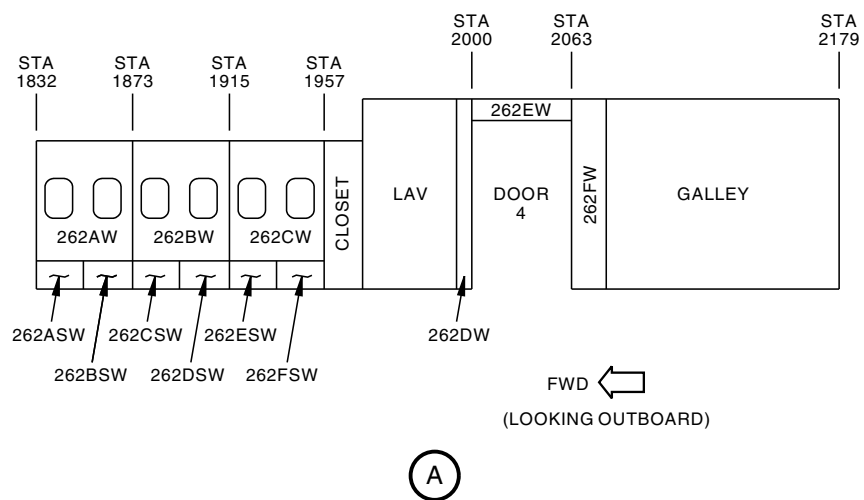 STA
1832
STA
1873
STA
1915
STA
1957
STA
2000
STA
2063
STA
2179
262EW
262AW
262BW
262CW
CLOSET
LAV
DOOR
4
262FW
GALLEY
262ASW
262CSW
262ESW
262DW
262BSW
262DSW
262FSW
FWD
(LOOKING OUTBOARD)
A